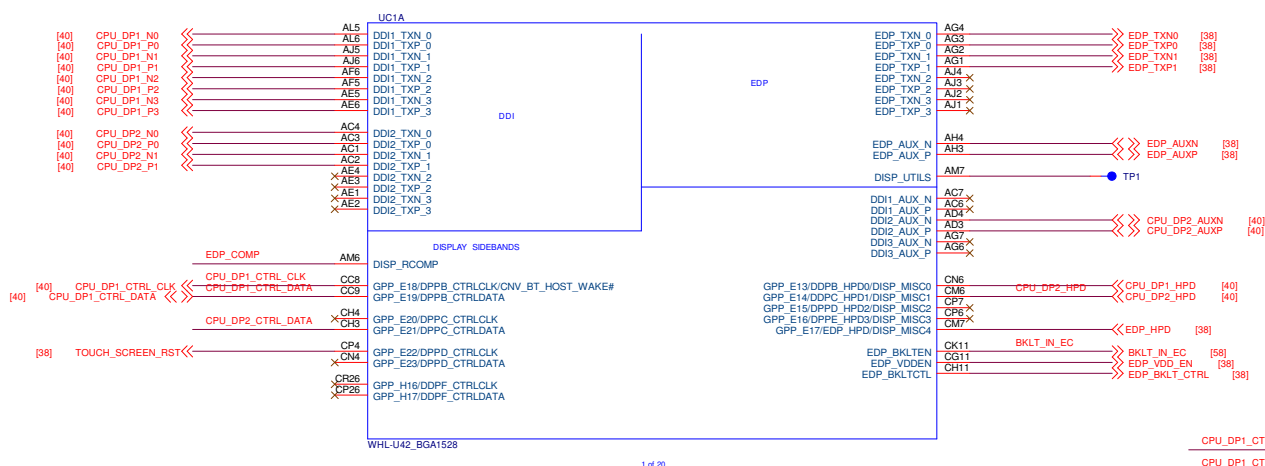 UC1A
[40] CPU_DP1_N0 AL5 DDI1_TXN_0 EDP_TXN_0 AG4 EDP_TXN0 [38]
[40] CPU_DP1_P0 AL6 DDI1_TXP_0 EDP_TXP_0 AG3 EDP_TXP0 [38]
[40] CPU_DP1_N1 AJ5 DDI1_TXN_1 EDP_TXN_1 AG2 EDP_TXN1 [38]
[40] CPU_DP1_P1 AJ6 DDI1_TXP_1 EDP_TXP_1 AG1 EDP_TXP1 [38]
[40] CPU_DP1_N2 AF6 DDI1_TXN_2 EDP_TXN_2 AJ4
[40] CPU_DP1_P2 AF5 DDI1_TXP_2 EDP EDP_TXP_2 AJ3
[40] CPU_DP1_N3 AE5 DDI1_TXN_3 EDP_TXN_3 AJ2
[40] CPU_DP1_P3 AE6 DDI1_TXP_3 EDP_TXP_3 AJ1
DDI
[40] CPU_DP2_N0 AC4 DDI2_TXN_0
[40] CPU_DP2_P0 AC3 DDI2_TXP_0 EDP_AUX_N AH4 EDP_AUXN [38]
[40] CPU_DP2_N1 AC1 DDI2_TXN_1 EDP_AUX_P AH3 EDP_AUXP [38]
[40] CPU_DP2_P1 AC2 DDI2_TXP_1
AE4 DDI2_TXN_2 DISP_UTILS AM7 TP1
AE3 DDI2_TXP_2
AE1 DDI2_TXN_3 DDI1_AUX_N AC7
AE2 DDI2_TXP_3 DDI1_AUX_P AC6
DDI2_AUX_N AD4 CPU_DP2_AUXN [40]
DDI2_AUX_P AD3 CPU_DP2_AUXP [40]
DISPLAY SIDEBANDS DDI3_AUX_N AG7
EDP_COMP DDI3_AUX_P AG6
AM6 DISP_RCOMP
CPU_DP1_CTRL_CLK
[40] CPU_DP1_CTRL_CLK CC8 GPP_E18/DPPB_CTRLCLK/CNV_BT_HOST_WAKE# GPP_E13/DDPB_HPD0/DISP_MISC0 CN6 CPU_DP1_HPD [40]
CPU_DP1_CTRL_DATA CPU_DP2_HPD
[40] CPU_DP1_CTRL_DATA CC9 GPP_E19/DPPB_CTRLDATA GPP_E14/DDPC_HPD1/DISP_MISC1 CM6 CPU_DP2_HPD [40]
GPP_E15/DPPD_HPD2/DISP_MISC2 CP7
CH4 GPP_E20/DPPC_CTRLCLK GPP_E16/DPPE_HPD3/DISP_MISC3 CP6
CPU_DP2_CTRL_DATA CH3 GPP_E21/DPPC_CTRLDATA GPP_E17/EDP_HPD/DISP_MISC4 CM7 EDP_HPD [38]
BKLT_IN_EC
[38] TOUCH_SCREEN_RST CP4 GPP_E22/DPPD_CTRLCLK EDP_BKLTEN CK11 BKLT_IN_EC [58]
CN4 GPP_E23/DPPD_CTRLDATA EDP_VDDEN CG11 EDP_VDD_EN [38]
EDP_BKLTCTL CH11 EDP_BKLT_CTRL [38]
CR26 GPP_H16/DDPF_CTRLCLK
CP26 GPP_H17/DDPF_CTRLDATA
WHL-U42_BGA1528
CPU_DP1_CT
1 of 20
CPU_DP1_CT